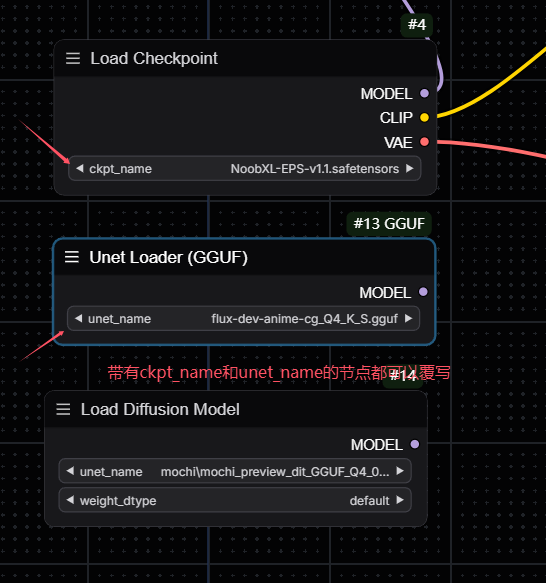 #4
Load Checkpoint
MODEL
CLIP
VAE
ckpt_name NoobXL-EPS-v1.1.safetensors
#13 GGUF
Unet Loader (GGUF)
MODEL
unet_name flux-dev-anime-cg_Q4_K_S.gguf
带有ckpt_name和unet_name的节点都可以覆写
#14
Load Diffusion Model
MODEL
unet_name mochi\mochi_preview_dit_GGUF_Q4_0...
weight_dtype default